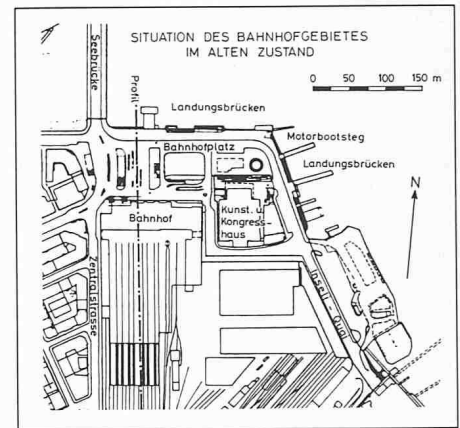 SITUATION DES BAHNHOFGEBIETES
IM ALTEN ZUSTAND
0 50 100 150 m
Seebrücke
Profil
Landungsbrücken
Motorbootsteg
Bahnhofplatz
Landungsbrücken
N
Kunst. u.
Kongress-
haus
Bahnhof
Zentralstrasse
Inseli-Quai